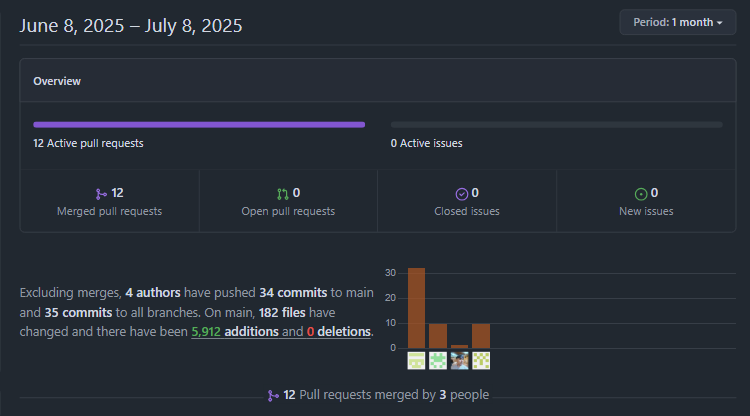 June 8, 2025 – July 8, 2025
Period: 1 month
Overview
12 Active pull requests
0 Active issues
12
Merged pull requests
0
Open pull requests
0
Closed issues
0
New issues
Excluding merges, 4 authors have pushed 34 commits to main
and 35 commits to all branches. On main, 182 files have
changed and there have been 5,912 additions and 0 deletions.
30
20
10
0
12 Pull requests merged by 3 people